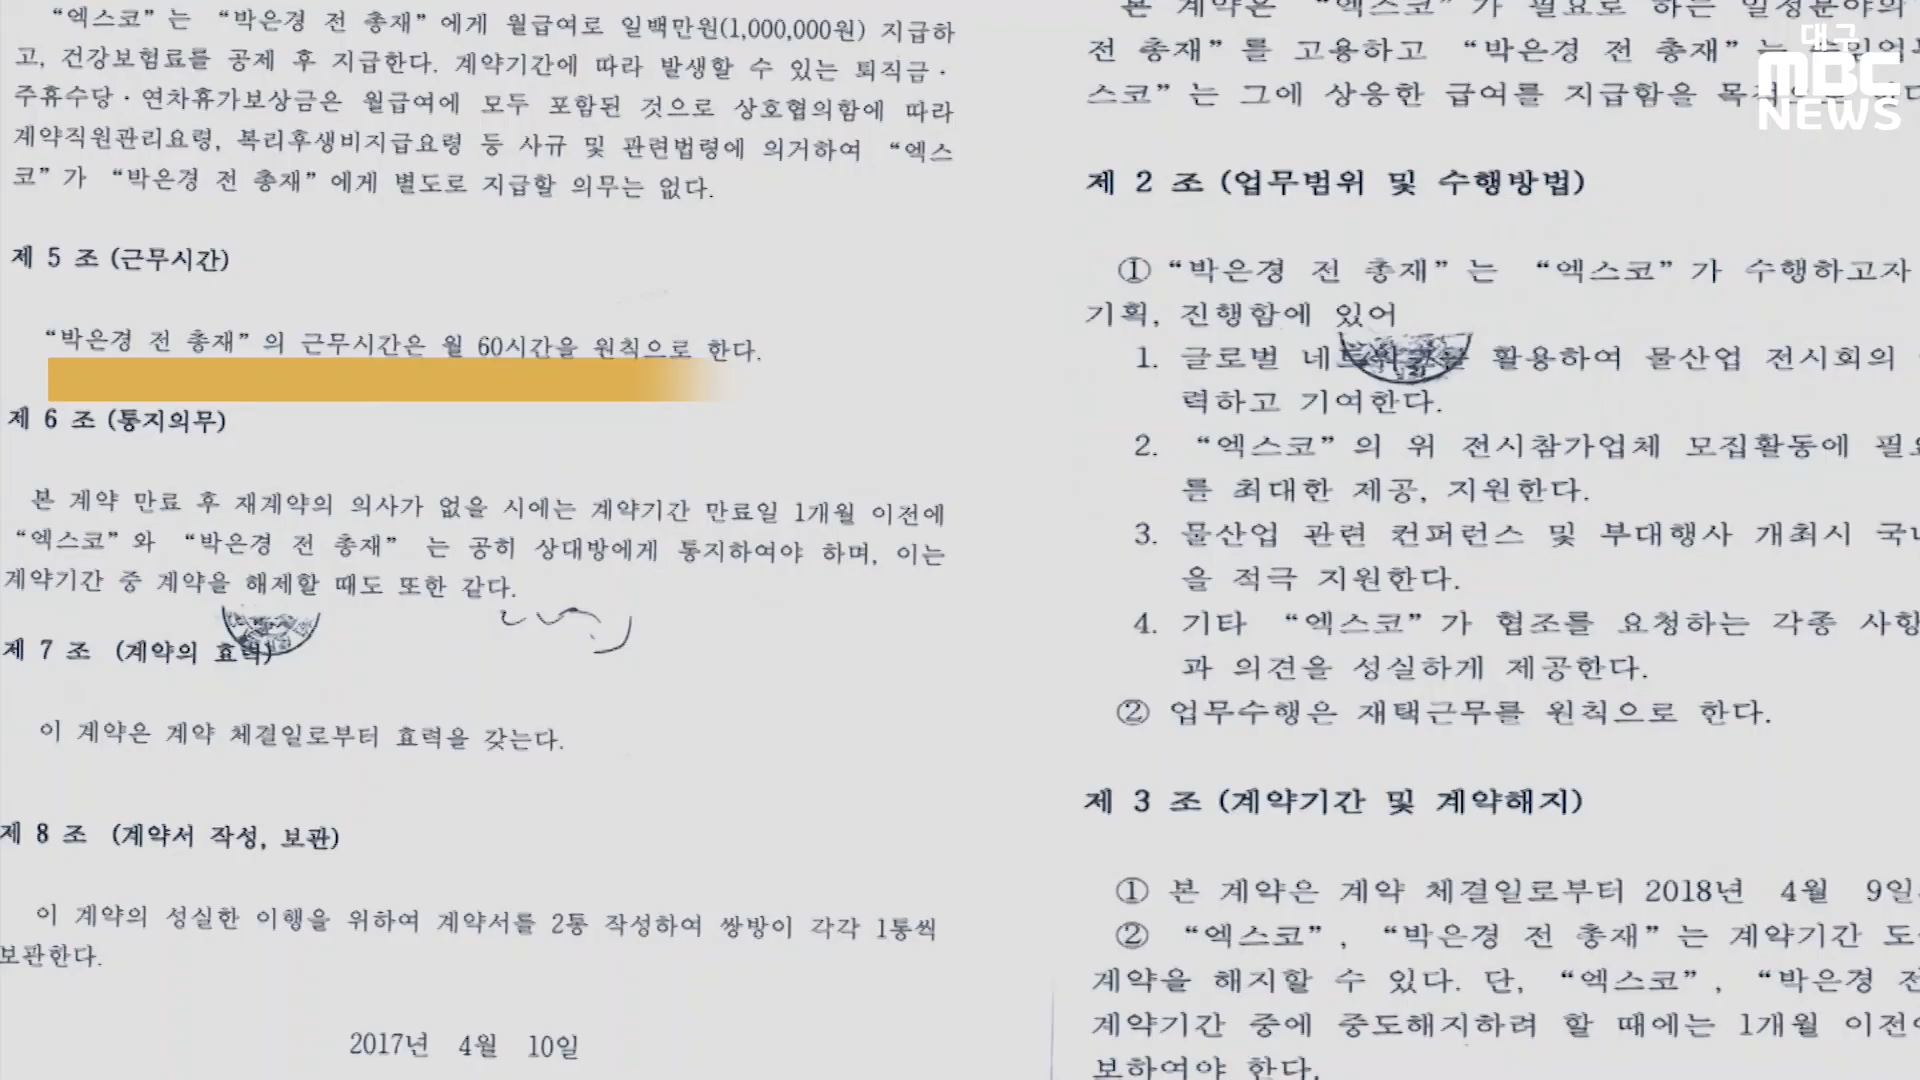 “엑스코”는 “박은경 전 총재”에게 월급여로 일백만원(1,000,000원) 지급하
고, 건강보험료를 공제 후 지급한다. 계약기간에 따라 발생할 수 있는 퇴직금·
주휴수당·연차휴가보상금은 월급여에 모두 포함된 것으로 상호협의함에 따라
계약직원관리요령, 복리후생비지급요령 등 사규 및 관련법령에 의거하여 “엑스
코”가 “박은경 전 총재”에게 별도로 지급할 의무는 없다.
제 5 조 (근무시간)
“박은경 전 총재”의 근무시간은 월 60시간을 원칙으로 한다.
제 6 조 (통지의무)
본 계약 만료 후 재계약의 의사가 없을 시에는 계약기간 만료일 1개월 이전에
“엑스코”와 “박은경 전 총재” 는 공히 상대방에게 통지하여야 하며, 이는
계약기간 중 계약을 해제할 때도 또한 같다.
제 7 조 (계약의 효력)
이 계약은 계약 체결일로부터 효력을 갖는다.
제 8 조 (계약서 작성, 보관)
이 계약의 성실한 이행을 위하여 계약서를 2통 작성하여 쌍방이 각각 1통씩
보관한다.
2017년 4월 10일
본 계약은 “엑스코”가 필요로 하는 일정분야의
전 총재”를 고용하고 “박은경 전 총재”는
스코”는 그에 상응한 급여를 지급함을
제 2 조 (업무범위 및 수행방법)
① “박은경 전 총재”는 “엑스코”가 수행하고자
기획, 진행함에 있어
1. 글로벌 활용하여 물산업 전시회의
력하고 기여한다.
2. “엑스코”의 위 전시참가업체 모집활동에
를 최대한 제공, 지원한다.
3. 물산업 관련 컨퍼런스 및 부대행사 개최시
을 적극 지원한다.
4. 기타 “엑스코”가 협조를 요청하는 각종 사항
과 의견을 성실하게 제공한다.
② 업무수행은 재택근무를 원칙으로 한다.
제 3 조 (계약기간 및 계약해지)
① 본 계약은 계약 체결일로부터 2018년 4월 9일
② “엑스코”, “박은경 전 총재”는 계약기간
계약을 해지할 수 있다. 단, “엑스코”, “박은경
계약기간 중에 중도해지하려 할 때에는 1개월
보하여야 한다.
대구
MBC
NEWS